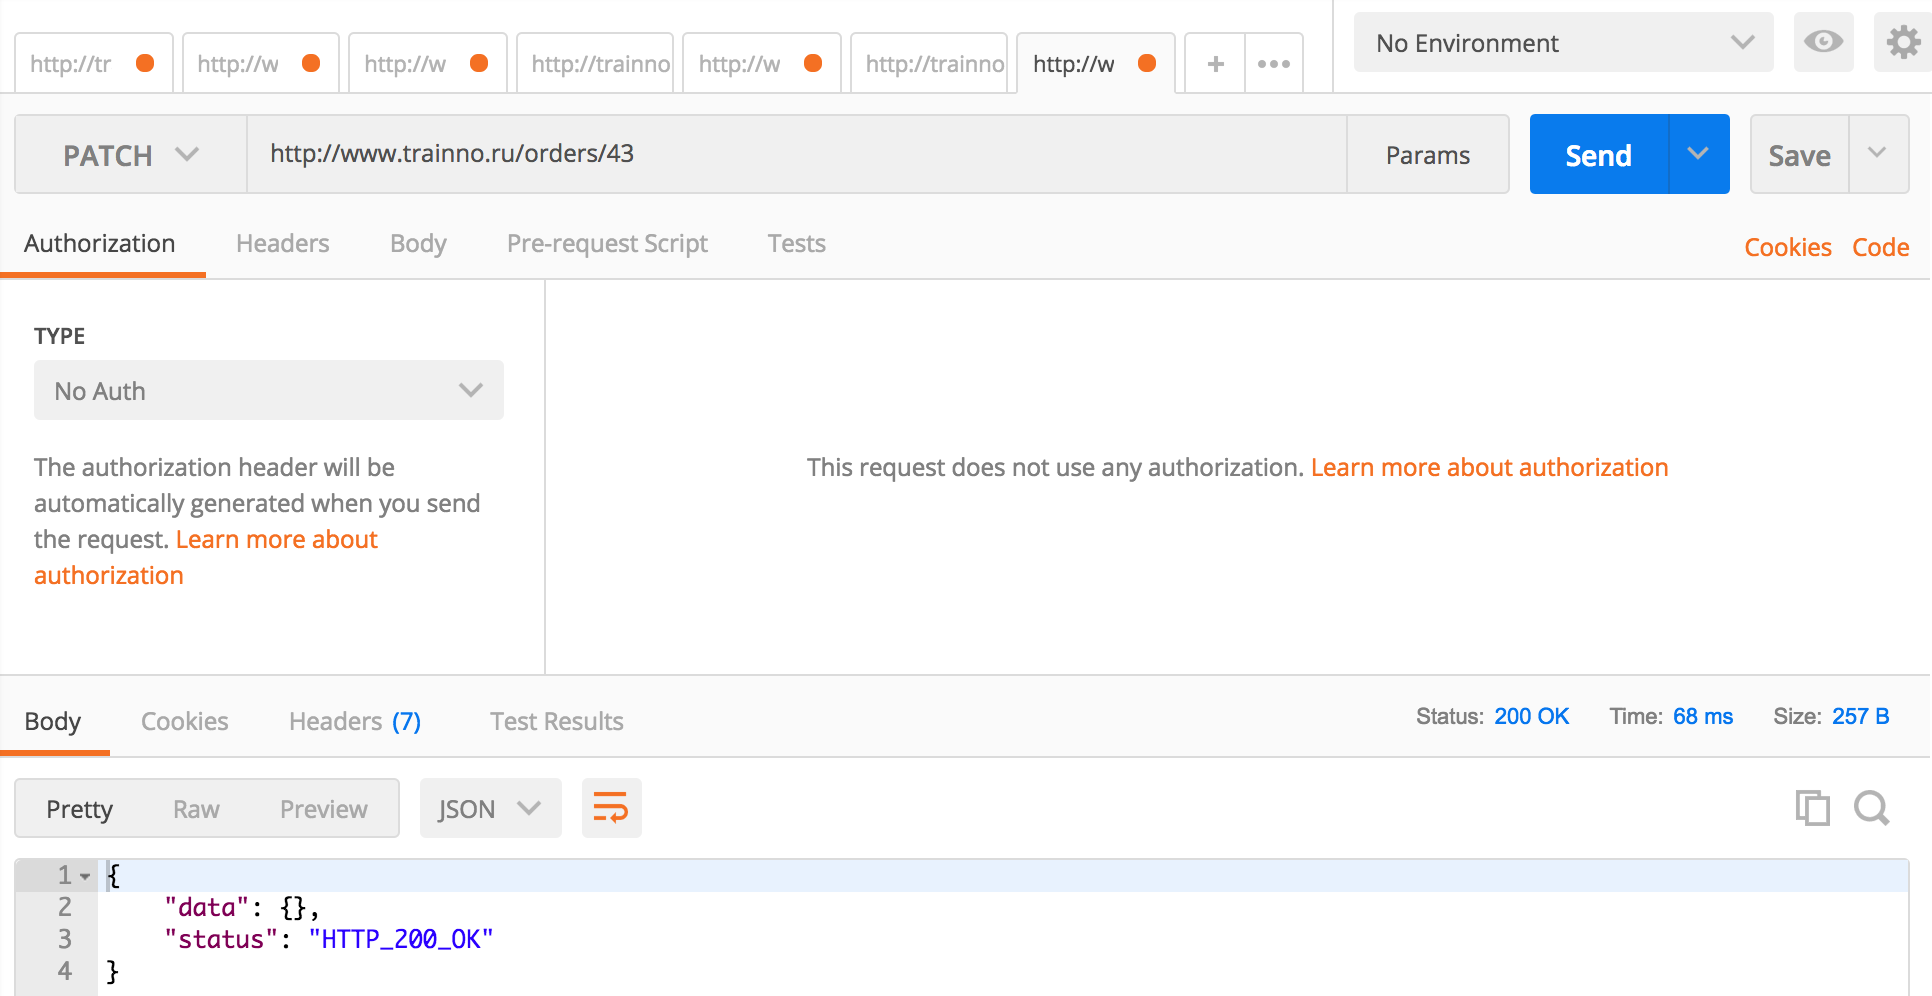 http://tr http://w http://w http://trainno http://w http://trainno http://w + No Environment
PATCH http://www.trainno.ru/orders/43 Params Send Save
Authorization Headers Body Pre-request Script Tests Cookies Code
TYPE
No Auth
The authorization header will be
automatically generated when you send
the request. Learn more about
authorization
This request does not use any authorization. Learn more about authorization
Body Cookies Headers (7) Test Results Status: 200 OK Time: 68 ms Size: 257 B
Pretty Raw Preview JSON
1 {
2 "data": {},
3 "status": "HTTP_200_OK"
4 }